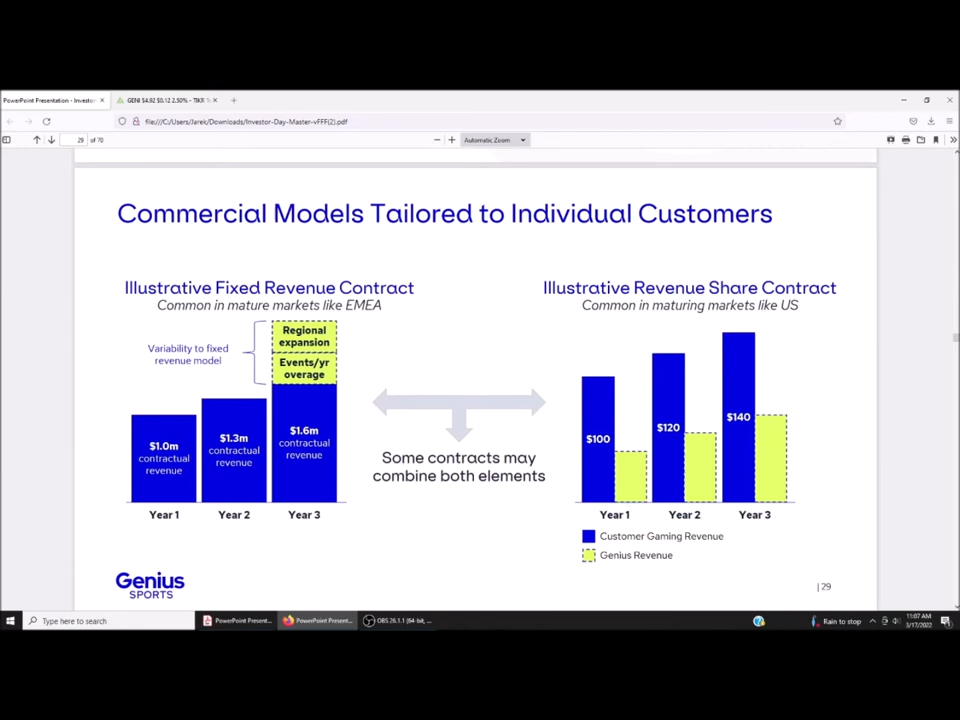 PowerPoint Presentation - Investor-
GENI $4.92 $0.12 2.50% - TIKR
file:///C:/Users/Jarek/Downloads/Investor-Day-Master-vFFF(2).pdf
29 of 70
Automatic Zoom
Commercial Models Tailored to Individual Customers
Illustrative Fixed Revenue Contract
Common in mature markets like EMEA
Variability to fixed
revenue model
Regional
expansion
Events/yr
overage
$1.0m
contractual
revenue
$1.3m
contractual
revenue
$1.6m
contractual
revenue
Year 1
Year 2
Year 3
Some contracts may
combine both elements
Illustrative Revenue Share Contract
Common in maturing markets like US
$100
$120
$140
Year 1
Year 2
Year 3
Customer Gaming Revenue
Genius Revenue
Genius
SPORTS
| 29
Type here to search
PowerPoint Present...
PowerPoint Present...
OBS 26.1.1 (64-bit, ...
Rain to stop
11:07 AM
3/17/2022